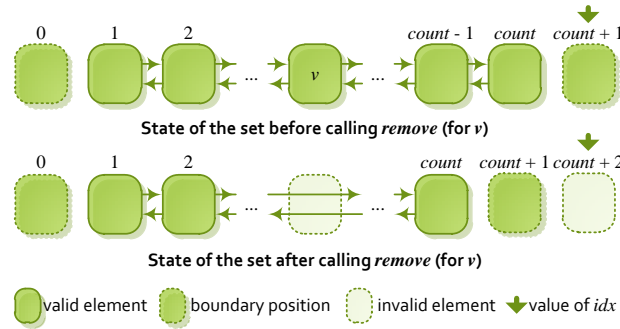 0 1 2 count - 1 count count + 1
... v ...
State of the set before calling remove (for v)
0 1 2 count count + 1 count + 2
... ...
State of the set after calling remove (for v)
valid element boundary position invalid element value of idx